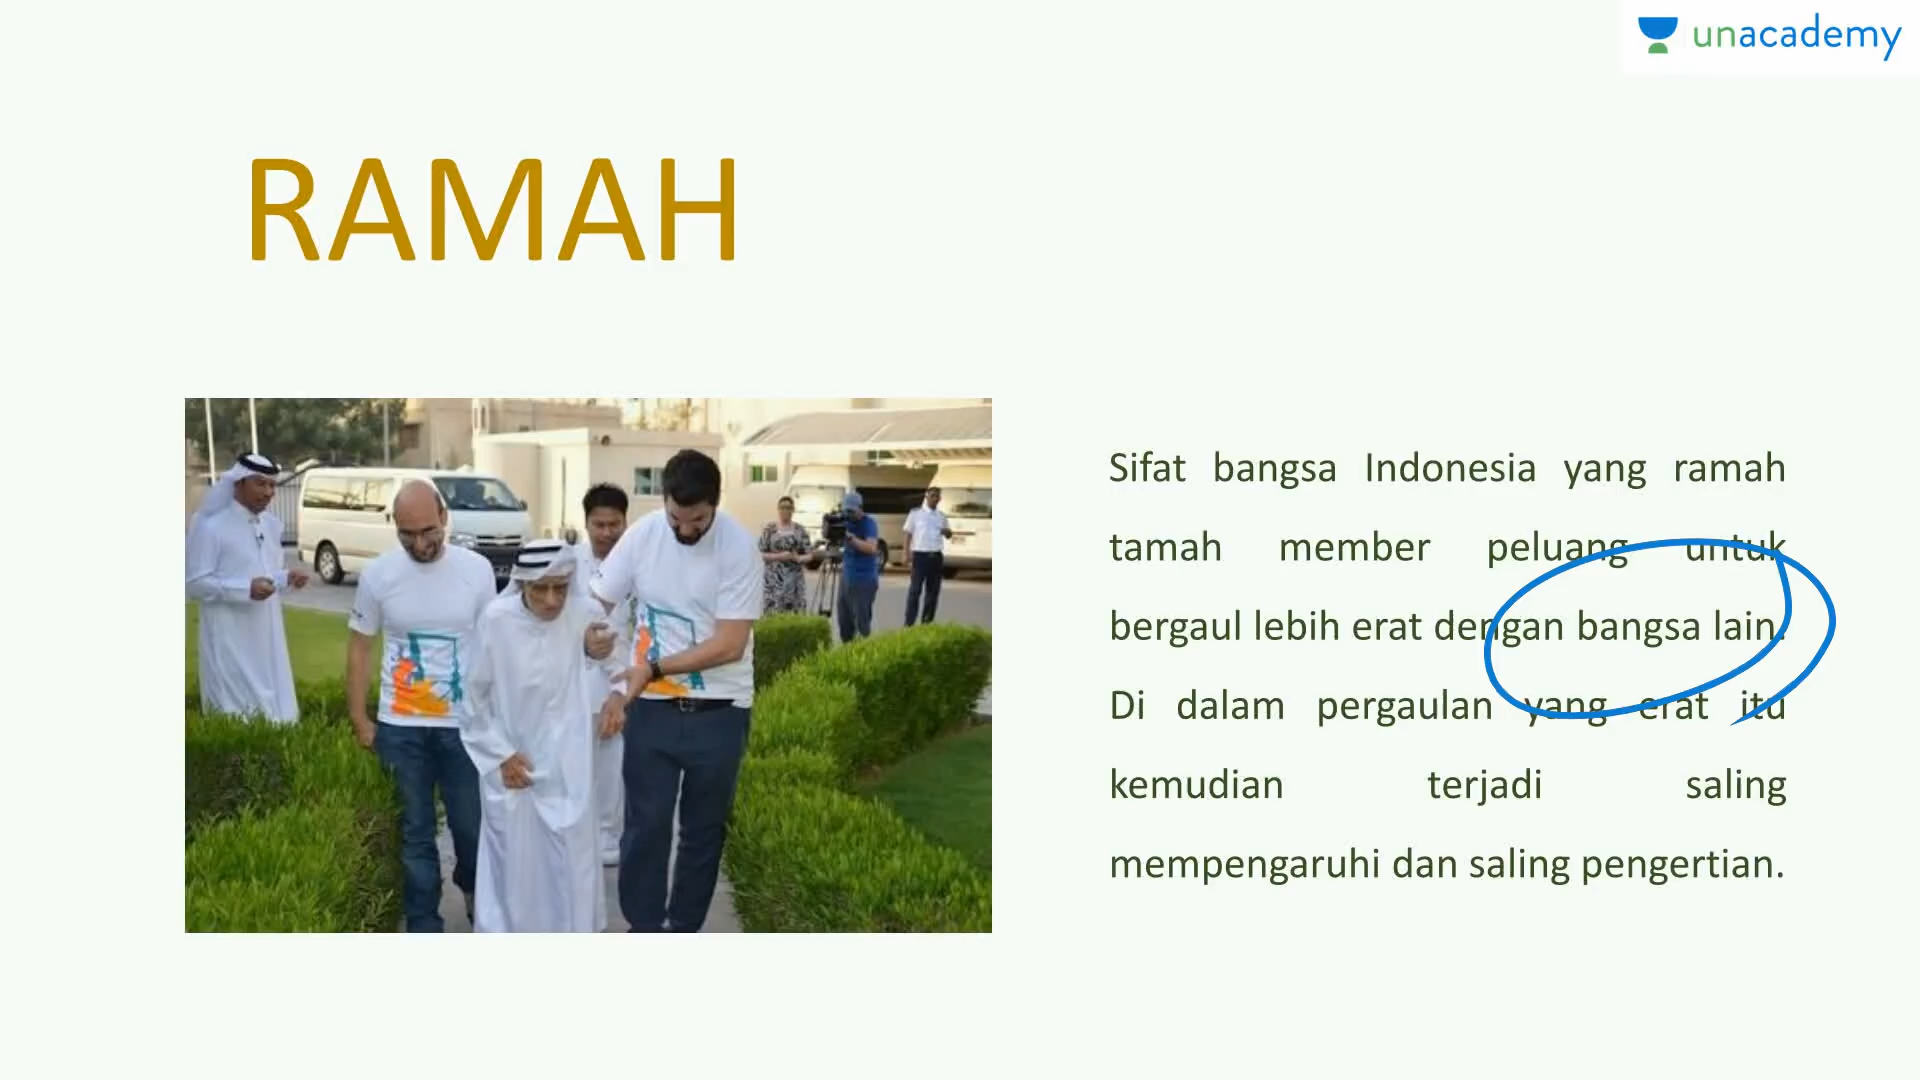 unacademy
RAMAH
Sifat bangsa Indonesia yang ramah
tamah member peluang untuk
bergaul lebih erat dengan bangsa lain.
Di dalam pergaulan yang erat itu
kemudian terjadi saling
mempengaruhi dan saling pengertian.